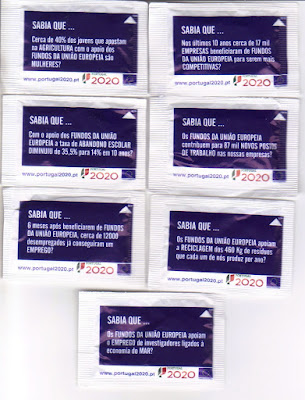 SABIA QUE ...
Cerca de 40% dos jovens que apostam
na AGRICULTURA com o apoio dos
FUNDOS DA UNIÃO EUROPEIA são
MULHERES?
www.portugal2020.pt
PORTUGAL
2020
SABIA QUE ...
Nos últimos 10 anos cerca de 17 mil
EMPRESAS beneficiaram de FUNDOS
DA UNIÃO EUROPEIA para serem mais
COMPETITIVAS?
www.portugal2020.pt
2020
SABIA QUE ...
Com o apoio dos FUNDOS DA UNIÃO
EUROPEIA a taxa de ABANDONO ESCOLAR
DIMINUIU de 35,5% para 14% em 10 anos?
www.portugal2020.pt
2020
SABIA QUE ...
Os FUNDOS DA UNIÃO EUROPEIA
contribuem para 87 mil NOVOS POSTOS
DE TRABALHO nas nossas empresas?
www.portugal2020.pt
2020
SABIA QUE ...
6 meses após beneficiarem de FUNDOS
DA UNIÃO EUROPEIA, cerca de 12000
desempregados já conseguiram um
EMPREGO?
www.portugal2020.pt
2020
SABIA QUE ...
Os FUNDOS DA UNIÃO EUROPEIA apoiam
a RECICLAGEM dos 460 Kg de resíduos
que cada um de nós produz por ano?
www.portugal2020.pt
PORTUGAL
2020
SABIA QUE ...
Os FUNDOS DA UNIÃO EUROPEIA apoiam
o EMPREGO de investigadores ligados à
economia do MAR?
www.portugal2020.pt
2020